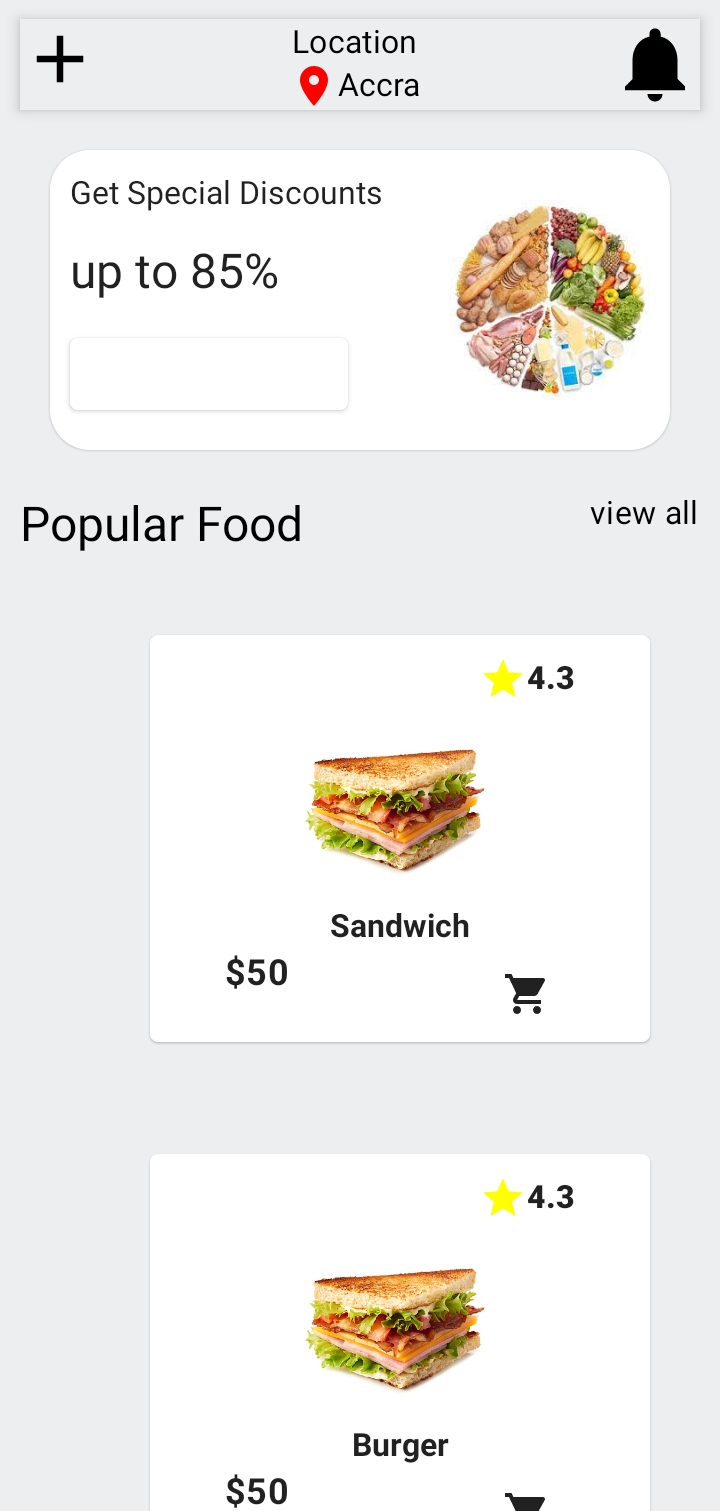 Location
Accra
Get Special Discounts
up to 85%
Popular Food
view all
4.3
Sandwich
$50
4.3
Burger
$50